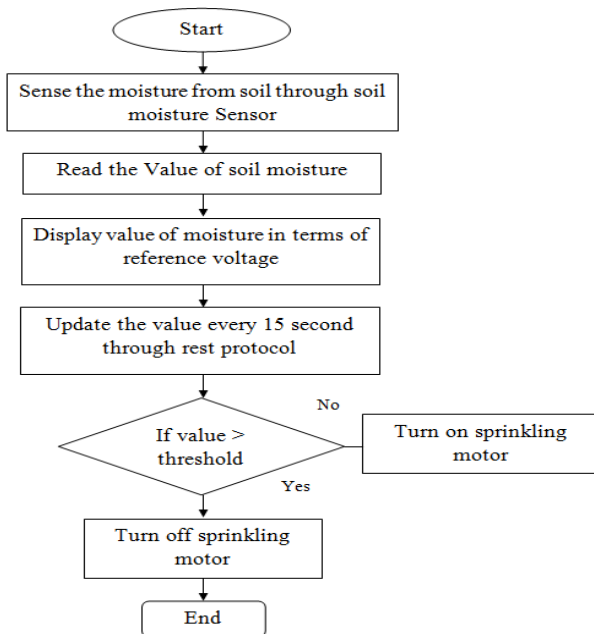 Start
Sense the moisture from soil through soil
moisture Sensor
Read the Value of soil moisture
Display value of moisture in terms of
reference voltage
Update the value every 15 second
through rest protocol
If value >
threshold
No
Turn on sprinkling
motor
Yes
Turn off sprinkling
motor
End